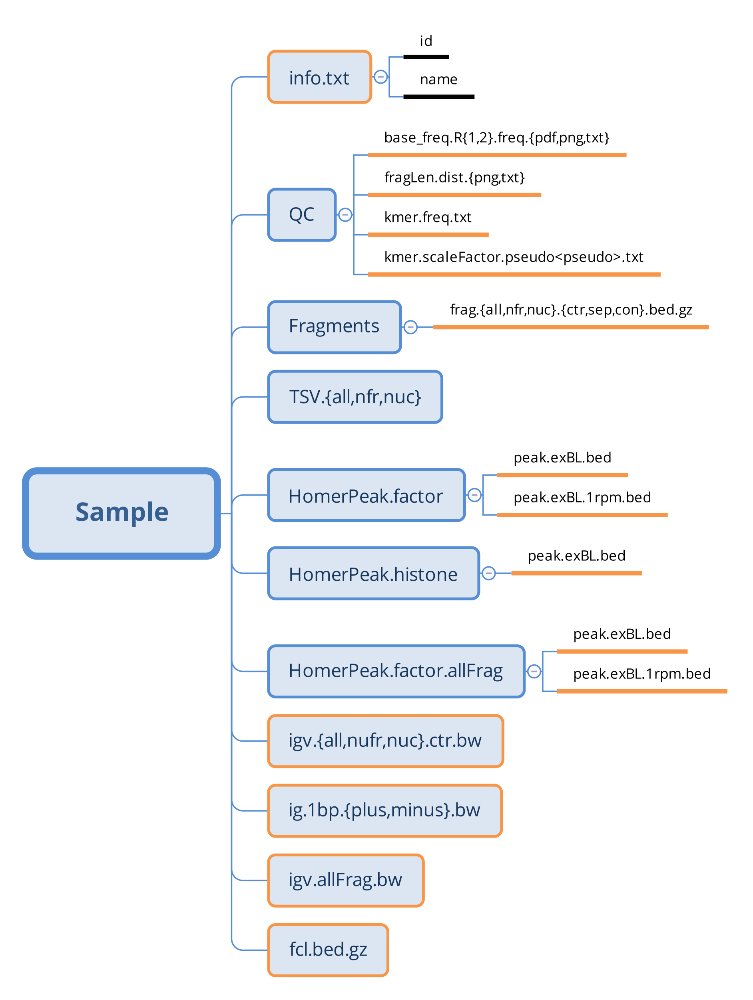 id
info.txt
name
base_freq.R{1,2}.freq.{pdf,png,txt}
fragLen.dist.{png,txt}
QC
kmer.freq.txt
kmer.scaleFactor.pseudo<pseudo>.txt
frag.{all,nfr,nuc}.{ctr,sep,con}.bed.gz
Fragments
TSV.{all,nfr,nuc}
peak.exBL.bed
HomerPeak.factor
peak.exBL.1rpm.bed
Sample
peak.exBL.bed
HomerPeak.histone
peak.exBL.bed
HomerPeak.factor.allFrag
peak.exBL.1rpm.bed
igv.{all,nufr,nuc}.ctr.bw
ig.1bp.{plus,minus}.bw
igv.allFrag.bw
fcl.bed.gz